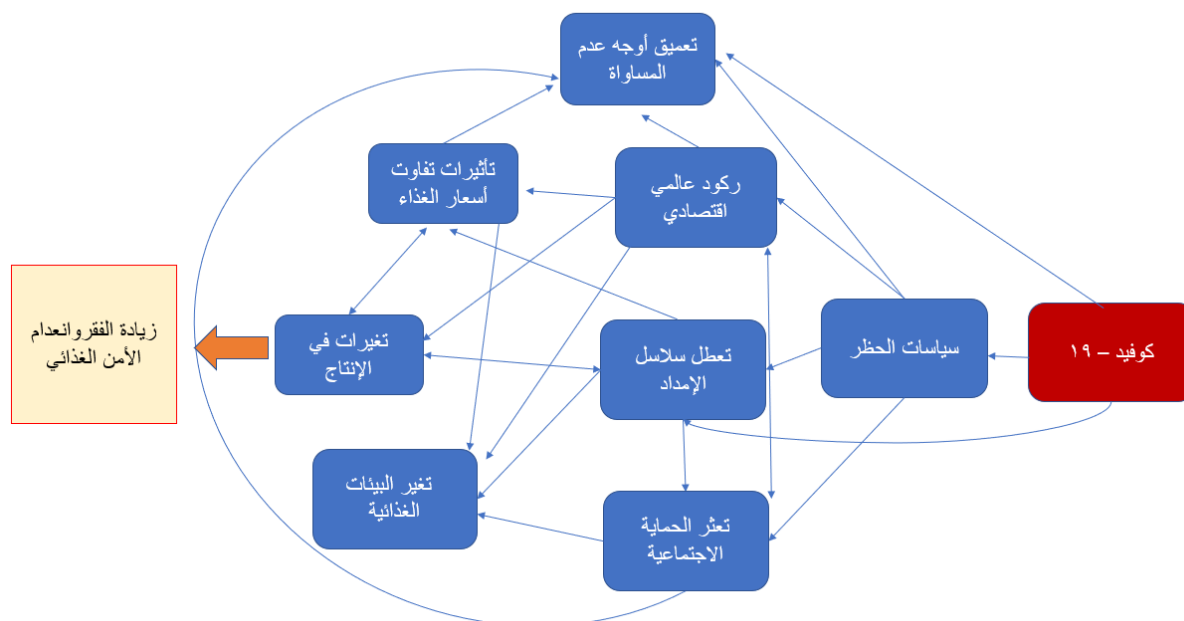 تعميق أوجه عدم
المساواة
ركود عالمي
اقتصادي
تأثيرات تفاوت
أسعار الغذاء
كوفيد – ١٩
سياسات الحظر
تعطل سلاسل
الإمداد
تغيرات في
الإنتاج
زيادة الفقروانعدام
الأمن الغذائي
تعثر الحماية
الاجتماعية
تغير البيئات
الغذائية